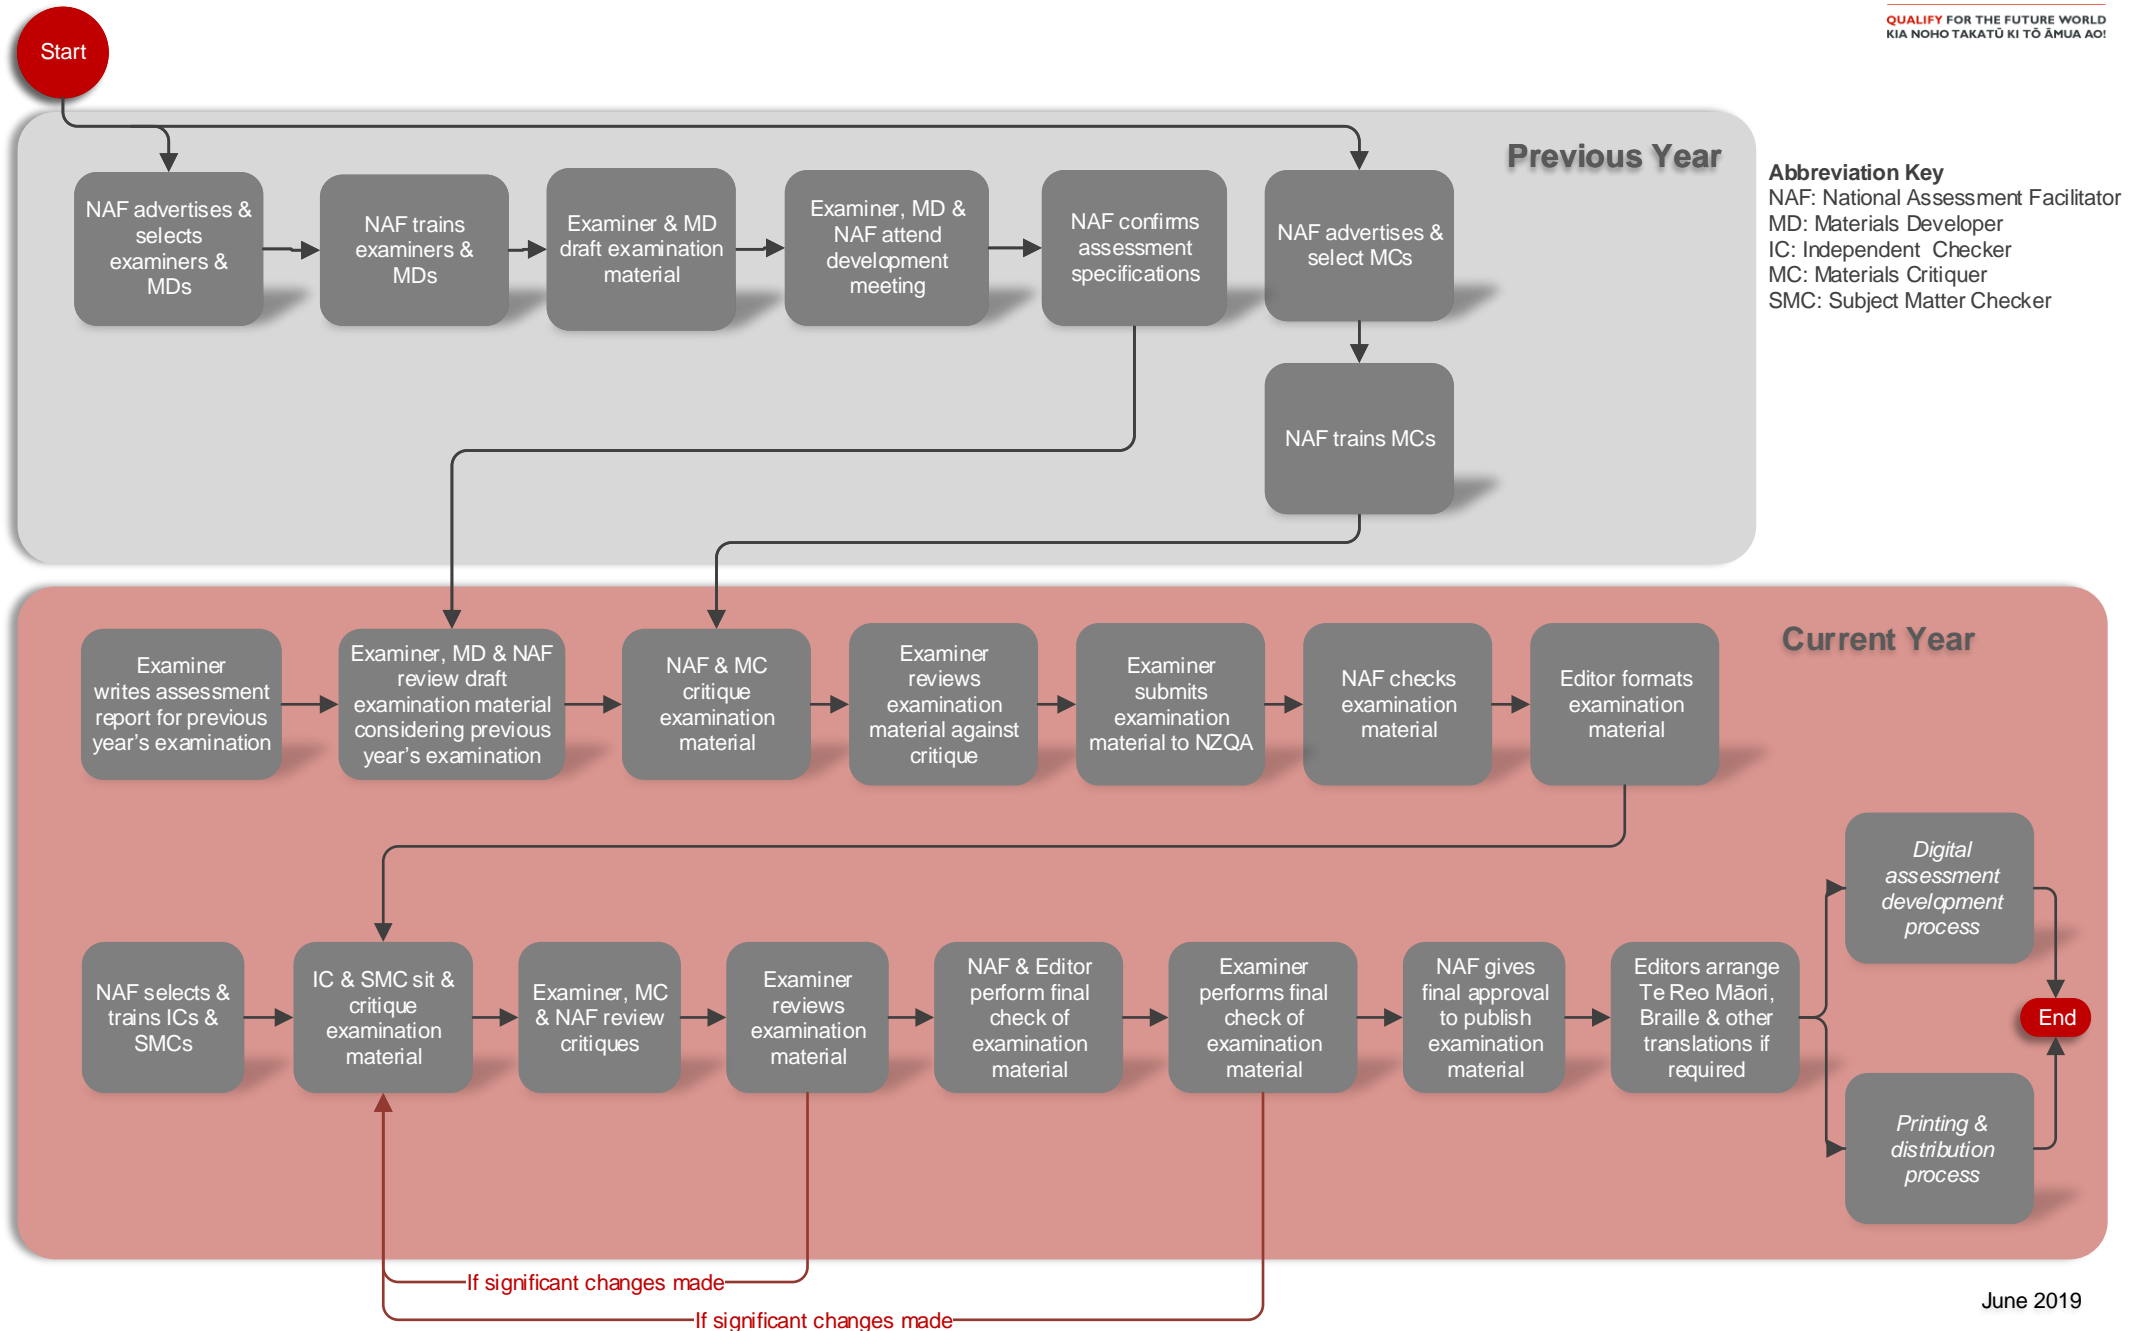 QUALIFY FOR THE FUTURE WORLD
KIA NOHO TAKATŪ KI TŌ ĀMUA AO!
Start
Previous Year
Abbreviation Key
NAF: National Assessment Facilitator
MD: Materials Developer
IC: Independent Checker
MC: Materials Critiquer
SMC: Subject Matter Checker
NAF advertises &
selects
examiners &
MDs
NAF trains
examiners &
MDs
Examiner & MD
draft examination
material
Examiner, MD &
NAF attend
development
meeting
NAF confirms
assessment
specifications
NAF advertises &
select MCs
NAF trains MCs
Current Year
Examiner
writes assessment
report for previous
year's examination
Examiner, MD & NAF
review draft
examination material
considering previous
year's examination
NAF & MC
critique
examination
material
Examiner
reviews
examination
material against
critique
Examiner
submits
examination
material to NZQA
NAF checks
examination
material
Editor formats
examination
material
NAF selects &
trains ICs &
SMCs
IC & SMC sit &
critique
examination
material
Examiner, MC
& NAF review
critiques
Examiner
reviews
examination
material
NAF & Editor
perform final
check of
examination
material
Examiner
performs final
check of
examination
material
NAF gives
final approval
to publish
examination
material
Editors arrange
Te Reo Māori,
Braille & other
translations if
required
Digital
assessment
development
process
End
Printing &
distribution
process
If significant changes made
If significant changes made
June 2019